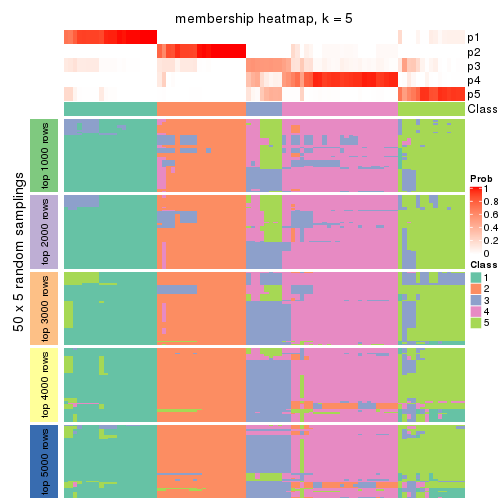 membership heatmap, k = 5
p1
p2
p3
p4
p5
Class
50 x 5 random samplings
top 1000 rows
top 2000 rows
top 3000 rows
top 4000 rows
top 5000 rows
Prob
1
0.8
0.6
0.4
0.2
0
Class
1
2
3
4
5